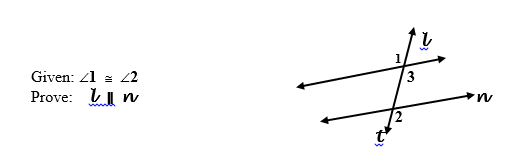 Given: ∠1 ≅ ∠2
Prove: l ∥ n
l
1
3
n
2
t